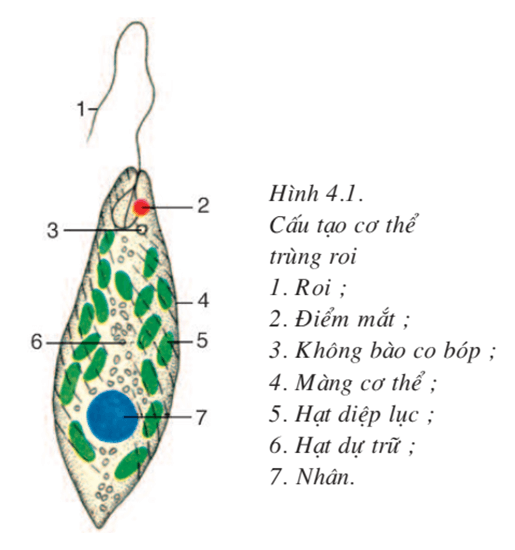 1
2
3
4
6
5
7
Hình 4.1.
Cấu tạo cơ thể
trùng roi
1. Roi ;
2. Điểm mắt ;
3. Không bào co bóp ;
4. Màng cơ thể ;
5. Hạt diệp lục ;
6. Hạt dự trữ ;
7. Nhân.